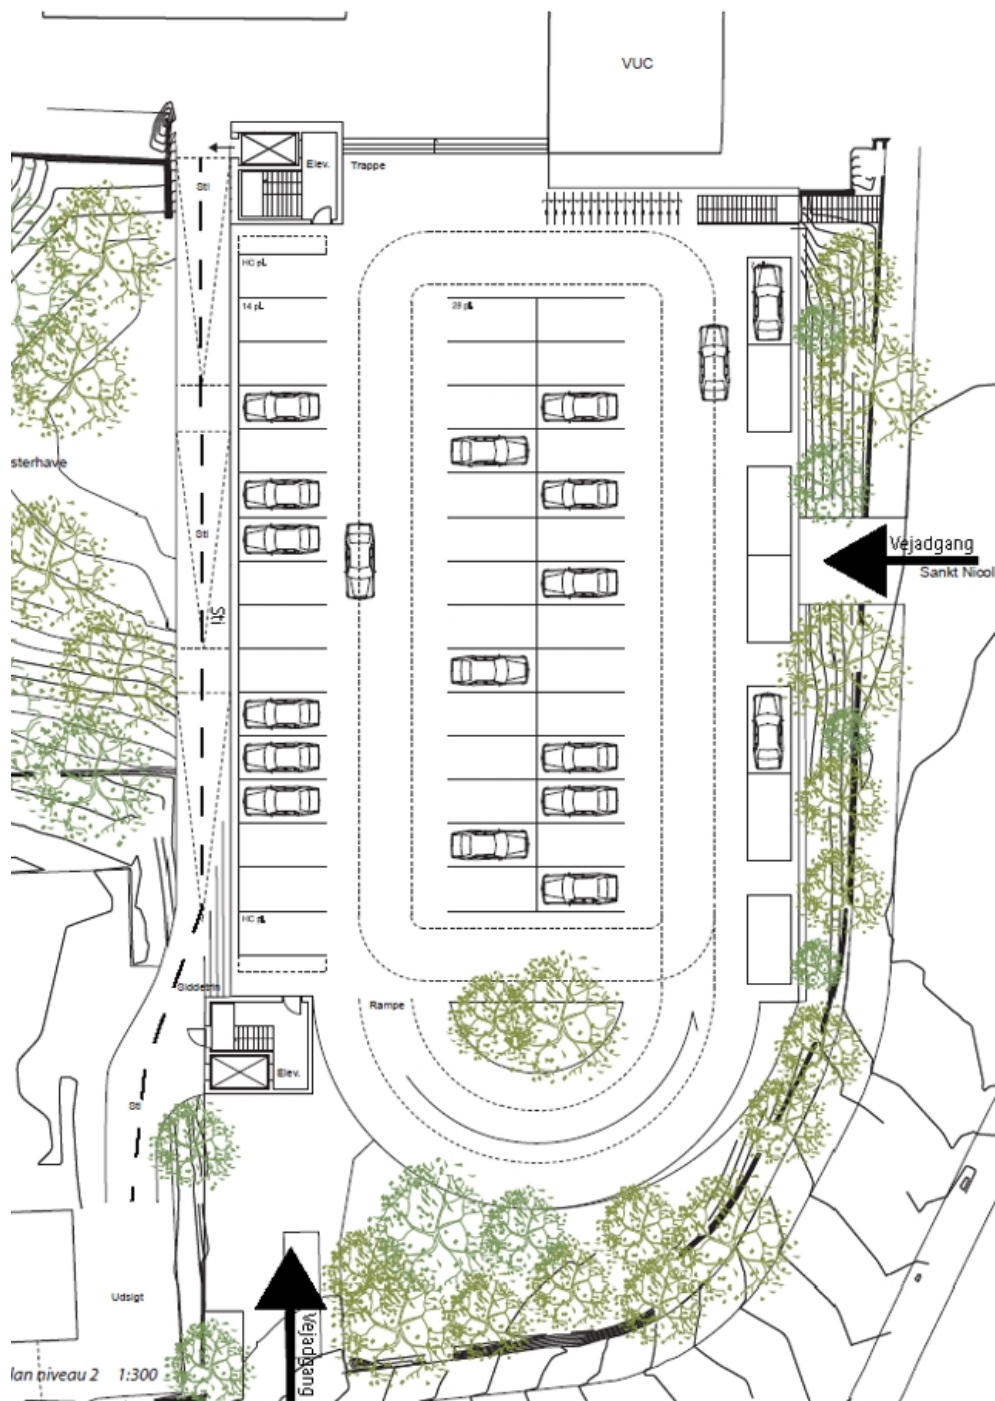 VUC
Elev.
Trappe
Sti
HC pl.
14 pl.
28 pl.
sterhave
Sti
Sti
Vejadgang
Sankt Nicol
HC pl.
Siddetrin
Rampe
Elev.
Sti
Udsigt
Vejadgang
lan niveau 2 1:300